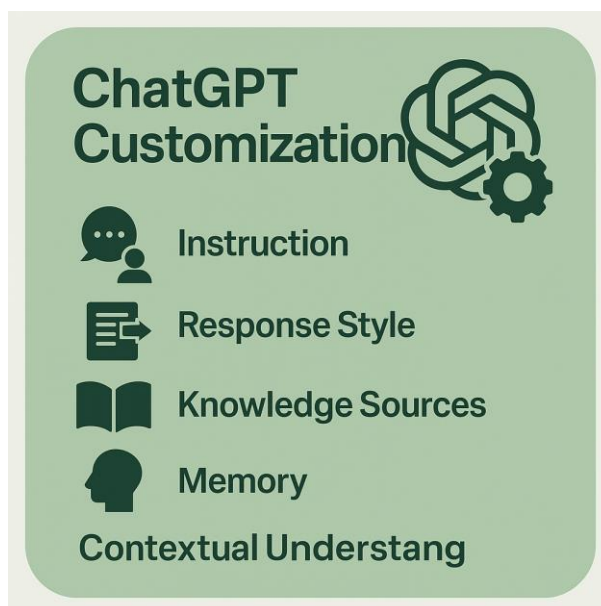 ChatGPT
Customization
Instruction
Response Style
Knowledge Sources
Memory
Contextual Understang